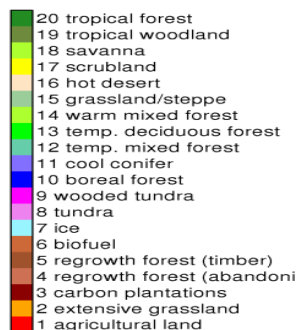 20 tropical forest
19 tropical woodland
18 savanna
17 scrubland
16 hot desert
15 grassland/steppe
14 warm mixed forest
13 temp. deciduous forest
12 temp. mixed forest
11 cool conifer
10 boreal forest
9 wooded tundra
8 tundra
7 ice
6 biofuel
5 regrowth forest (timber)
4 regrowth forest (abandoni
3 carbon plantations
2 extensive grassland
1 agricultural land